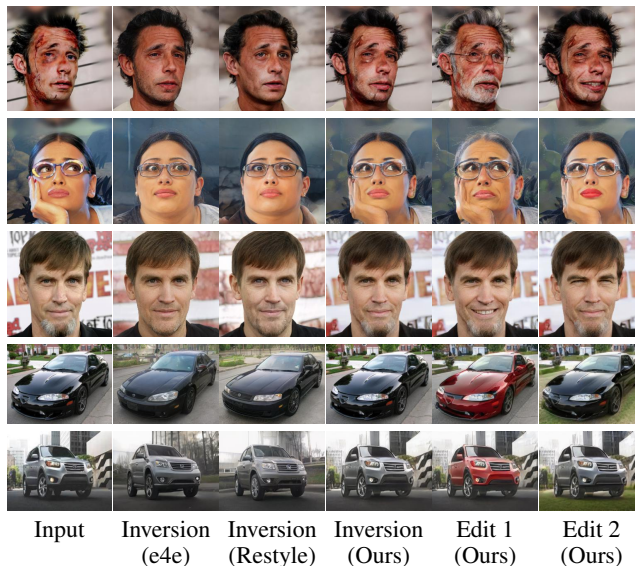 Input
Inversion
(e4e)
Inversion
(Restyle)
Inversion
(Ours)
Edit 1
(Ours)
Edit 2
(Ours)